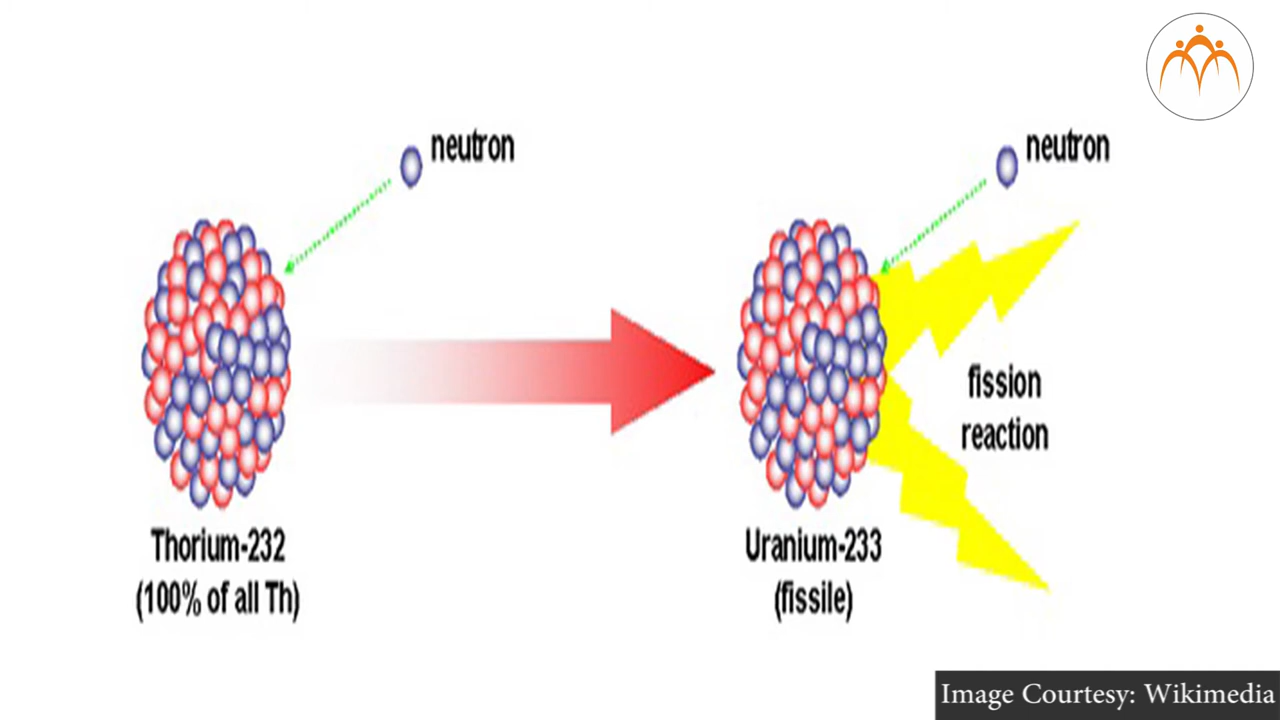 neutron
neutron
fission
reaction
Thorium-232
(100% of all Th)
Uranium-233
(fissile)
Image Courtesy: Wikimedia